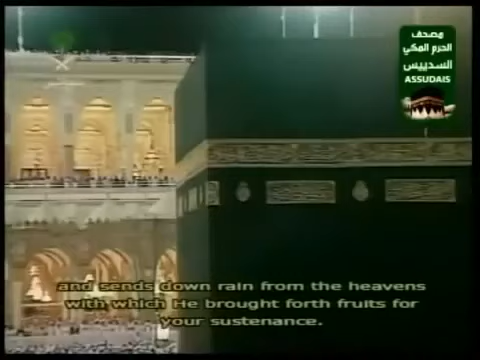 مصحف
الحرم المكي
السديس
ASSUDAIS
and sends down rain from the heavens
with which He brought forth fruits for
your sustenance.